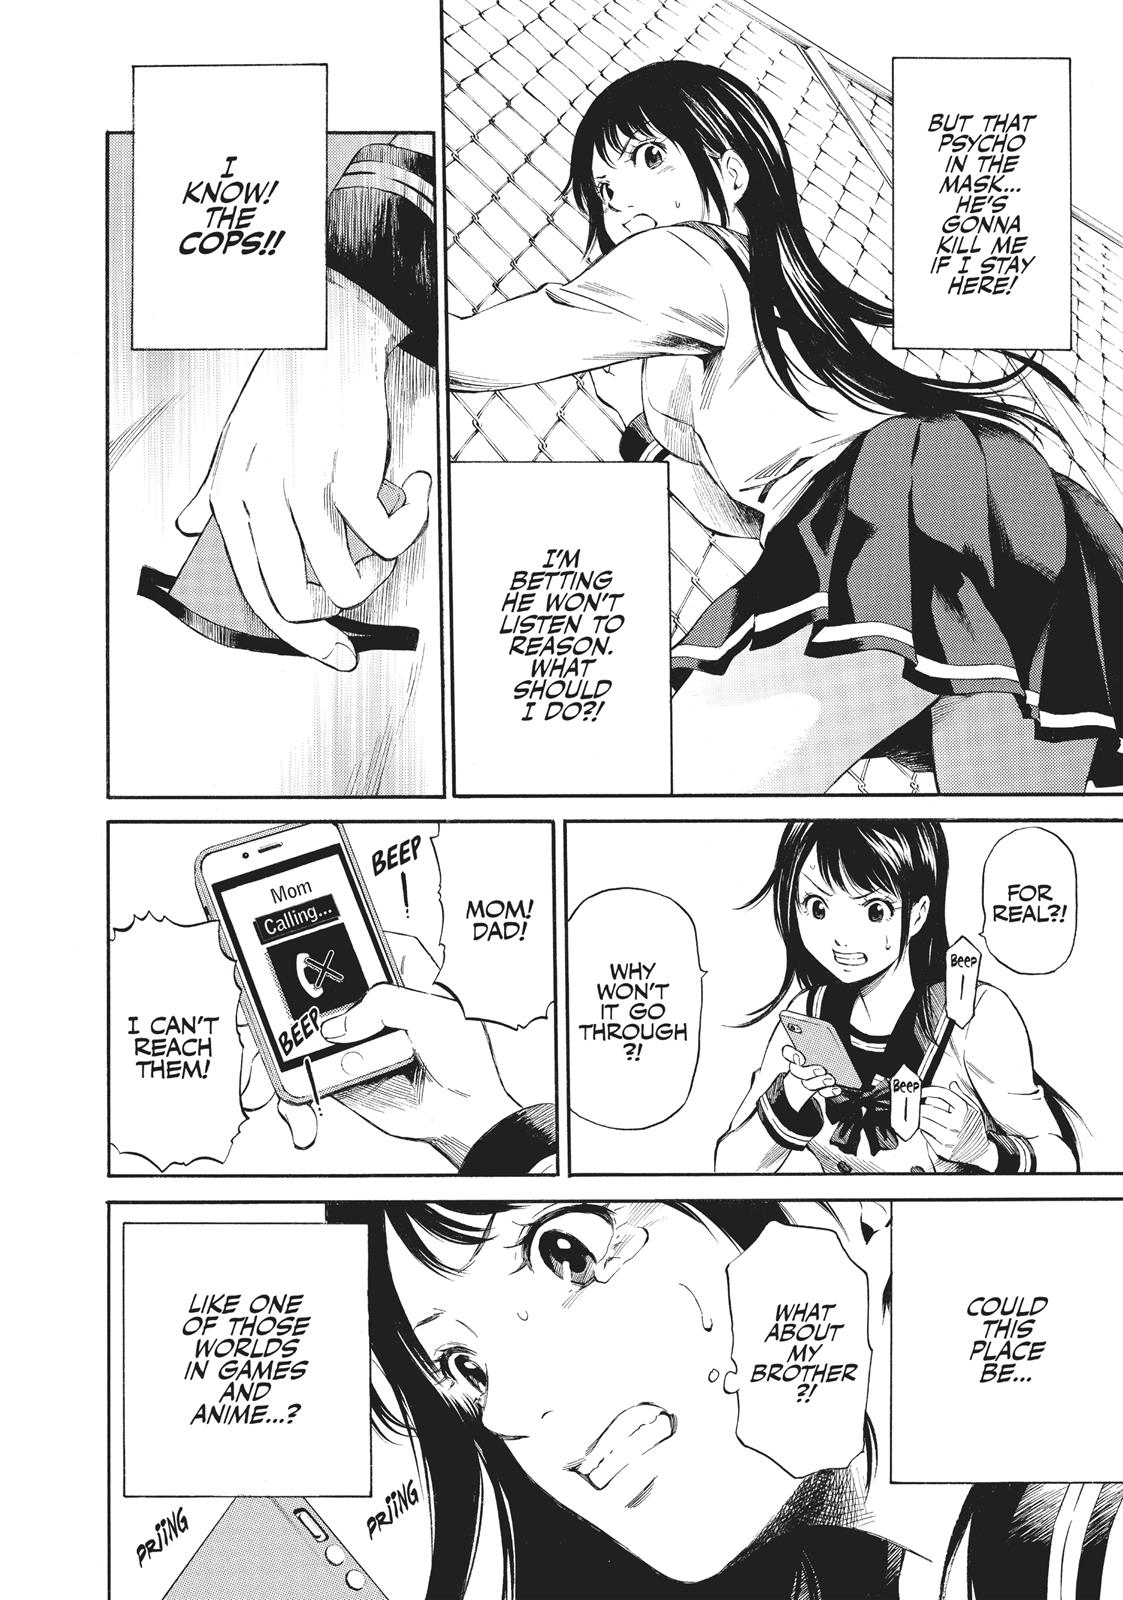 BUT THAT
PSYCHO
IN THE
MASK...
HE'S
GONNA
KILL ME
IF I STAY
HERE!
I'M
BETTING
HE WON'T
LISTEN TO
REASON.
WHAT
SHOULD
I DO?!
I
KNOW!
THE
COPS!!
FOR
REAL?!
BEEP
BEEP
WHY
WON'T
IT GO
THROUGH
?!
MOM!
DAD!
BEEP
Mom
Calling...
BEEP
I CAN'T
REACH
THEM!
COULD
THIS
PLACE
BE...
WHAT
ABOUT
MY
BROTHER
?!
LIKE ONE
OF THOSE
WORLDS
IN GAMES
AND
ANIME...?
PRIING
PRIING